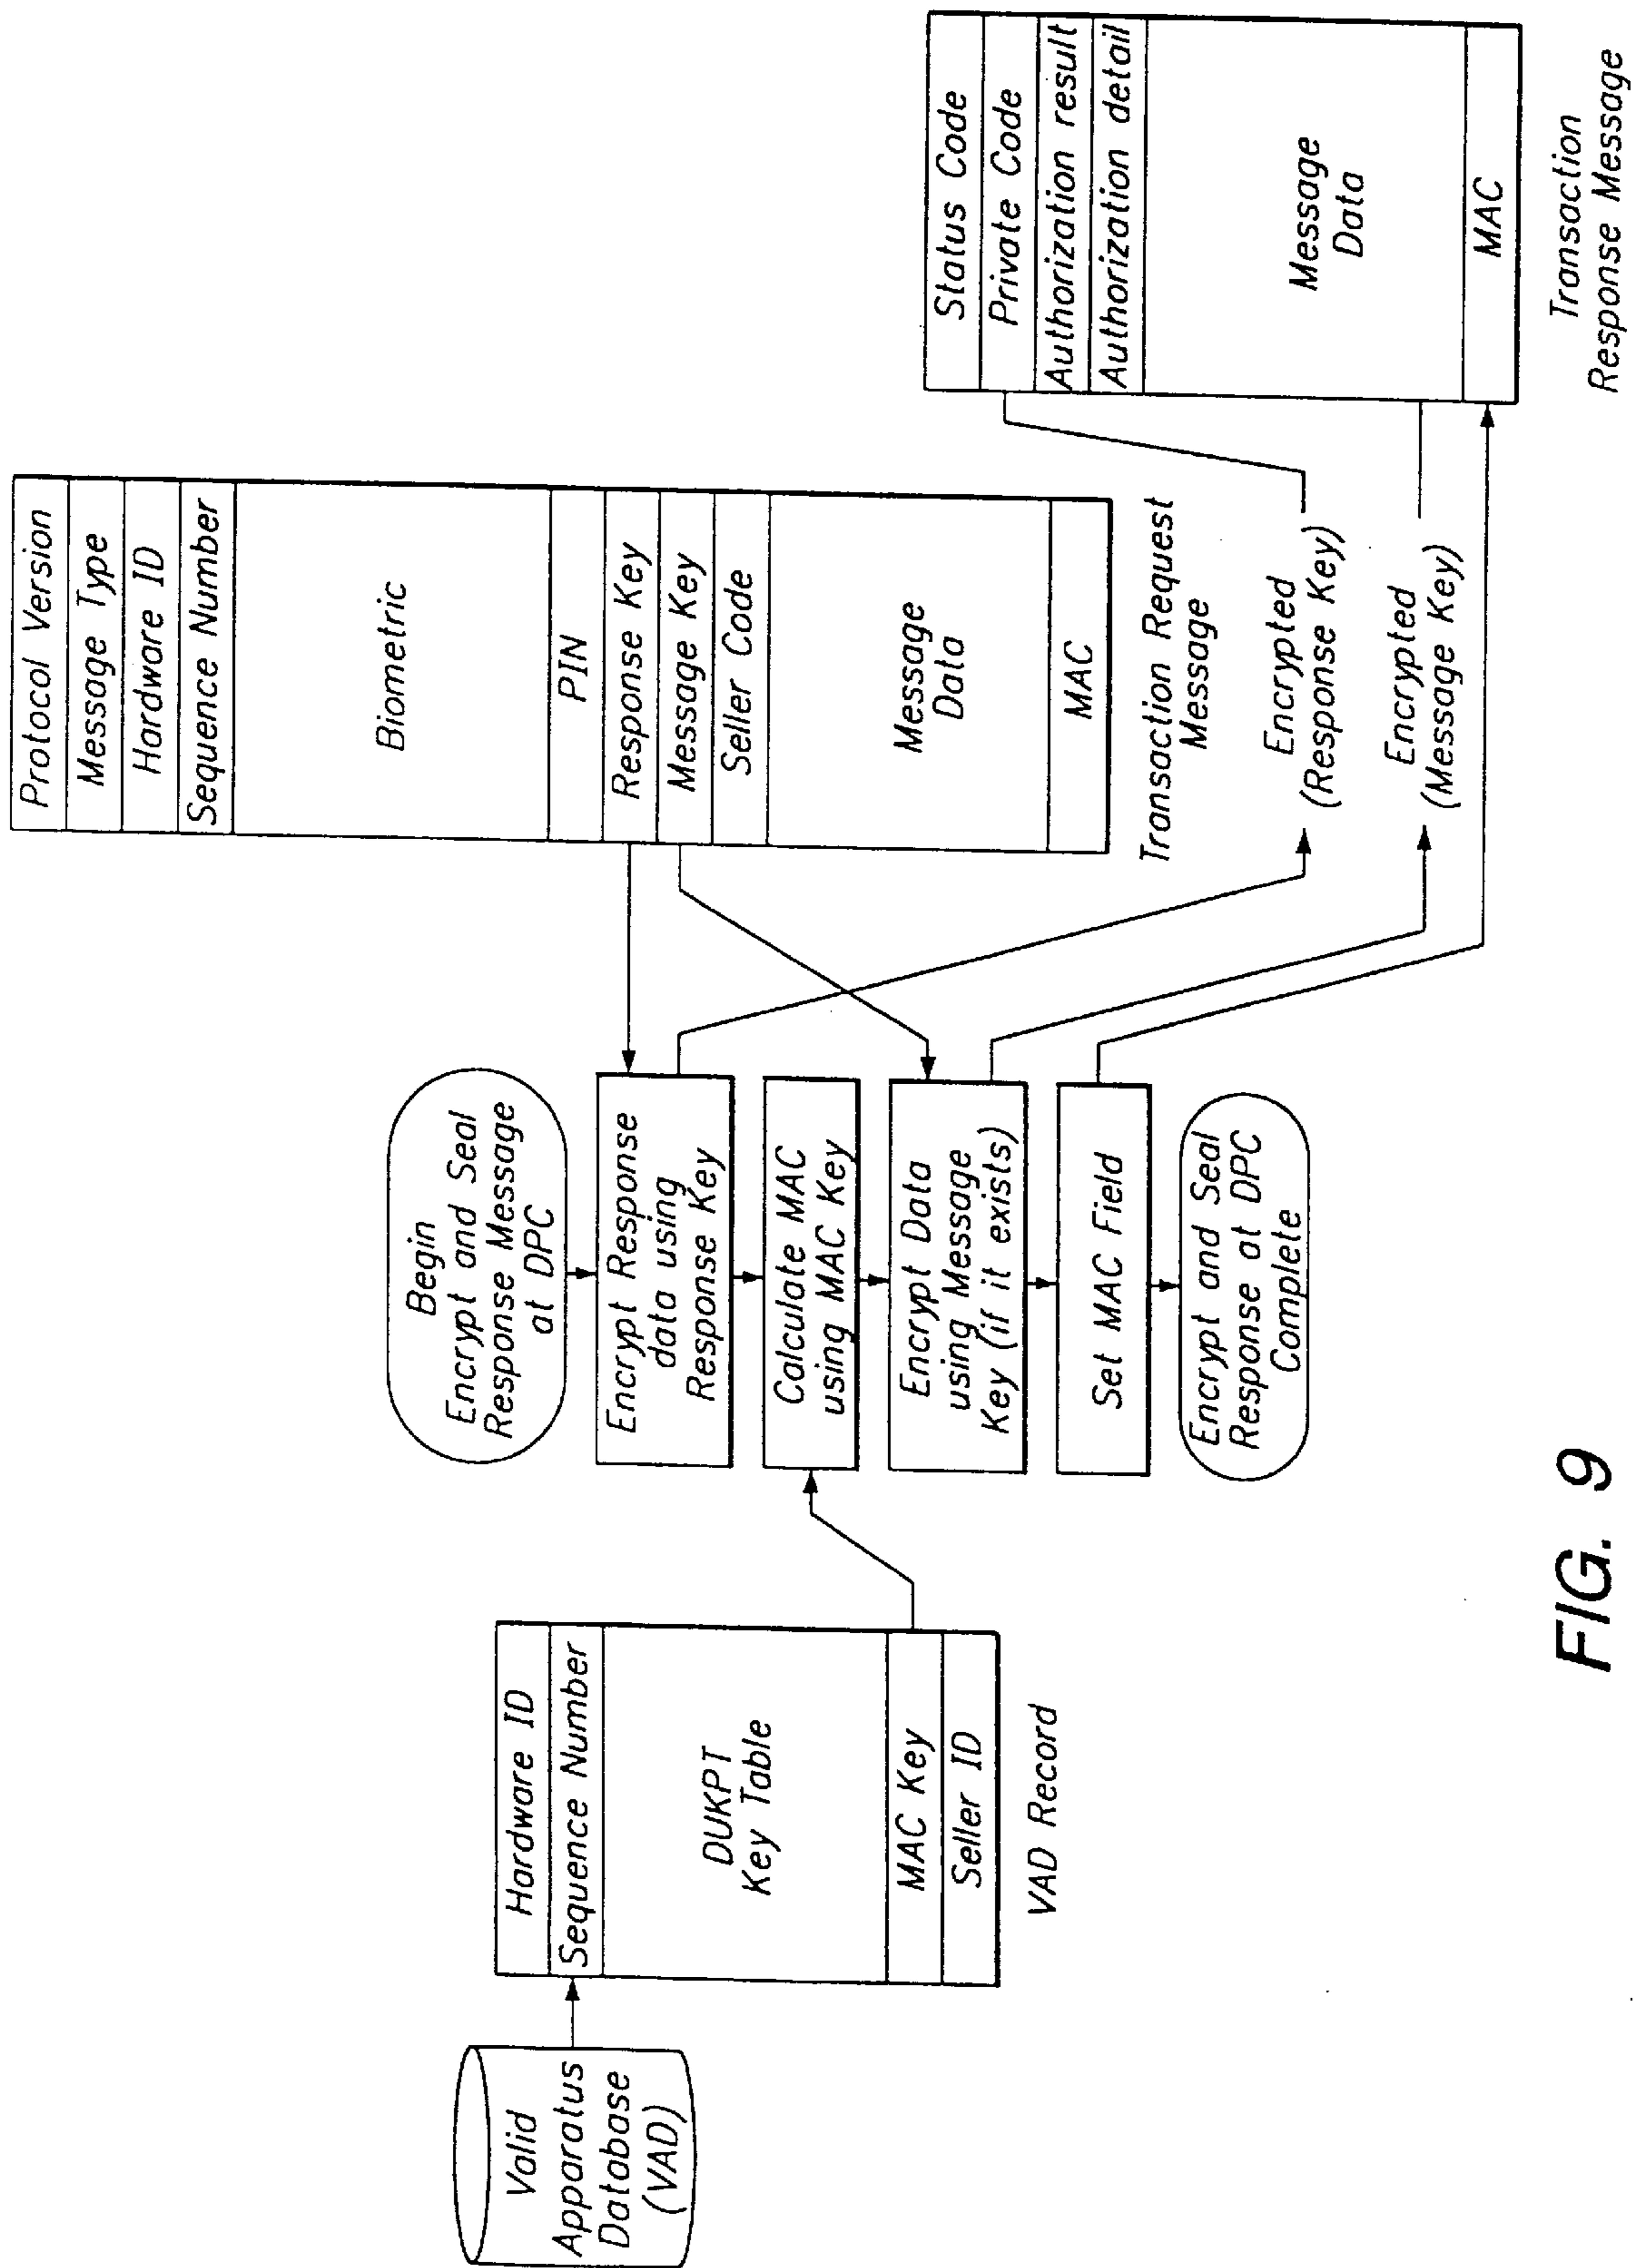 Valid
Apparatus
Database
(VAD)
Hardware ID
Sequence Number
DUKPT
Key Table
MAC Key
Seller ID
VAD Record
Begin
Encrypt and Seal
Response Message
at DPC
Encrypt Response
data using
Response Key
Calculate MAC
using MAC Key
Encrypt Data
using Message
Key (if it exists)
Set MAC Field
Encrypt and Seal
Response at DPC
Complete
Protocol Version
Message Type
Hardware ID
Sequence Number
Biometric
PIN
Response Key
Message Key
Seller Code
Message
Data
MAC
Transaction Request
Message
Encrypted
(Response Key)
Encrypted
(Message Key)
Status Code
Private Code
Authorization result
Authorization detail
Message
Data
MAC
Transaction
Response Message
FIG. 9